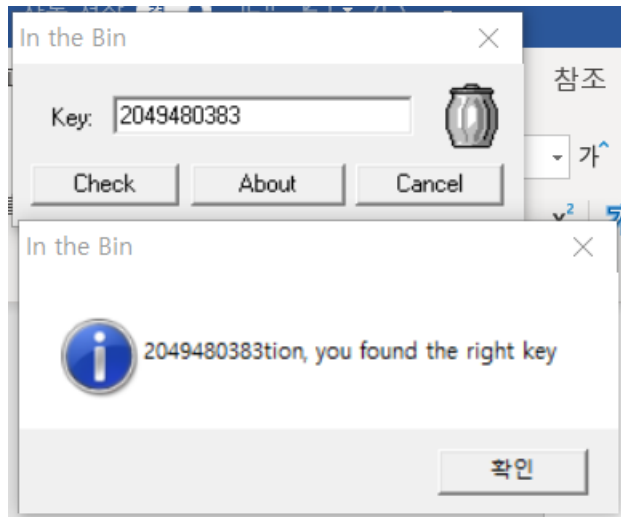 In the Bin
참조
Key: 2049480383
가
Check About Cancel
x²
In the Bin
2049480383tion, you found the right key
확인